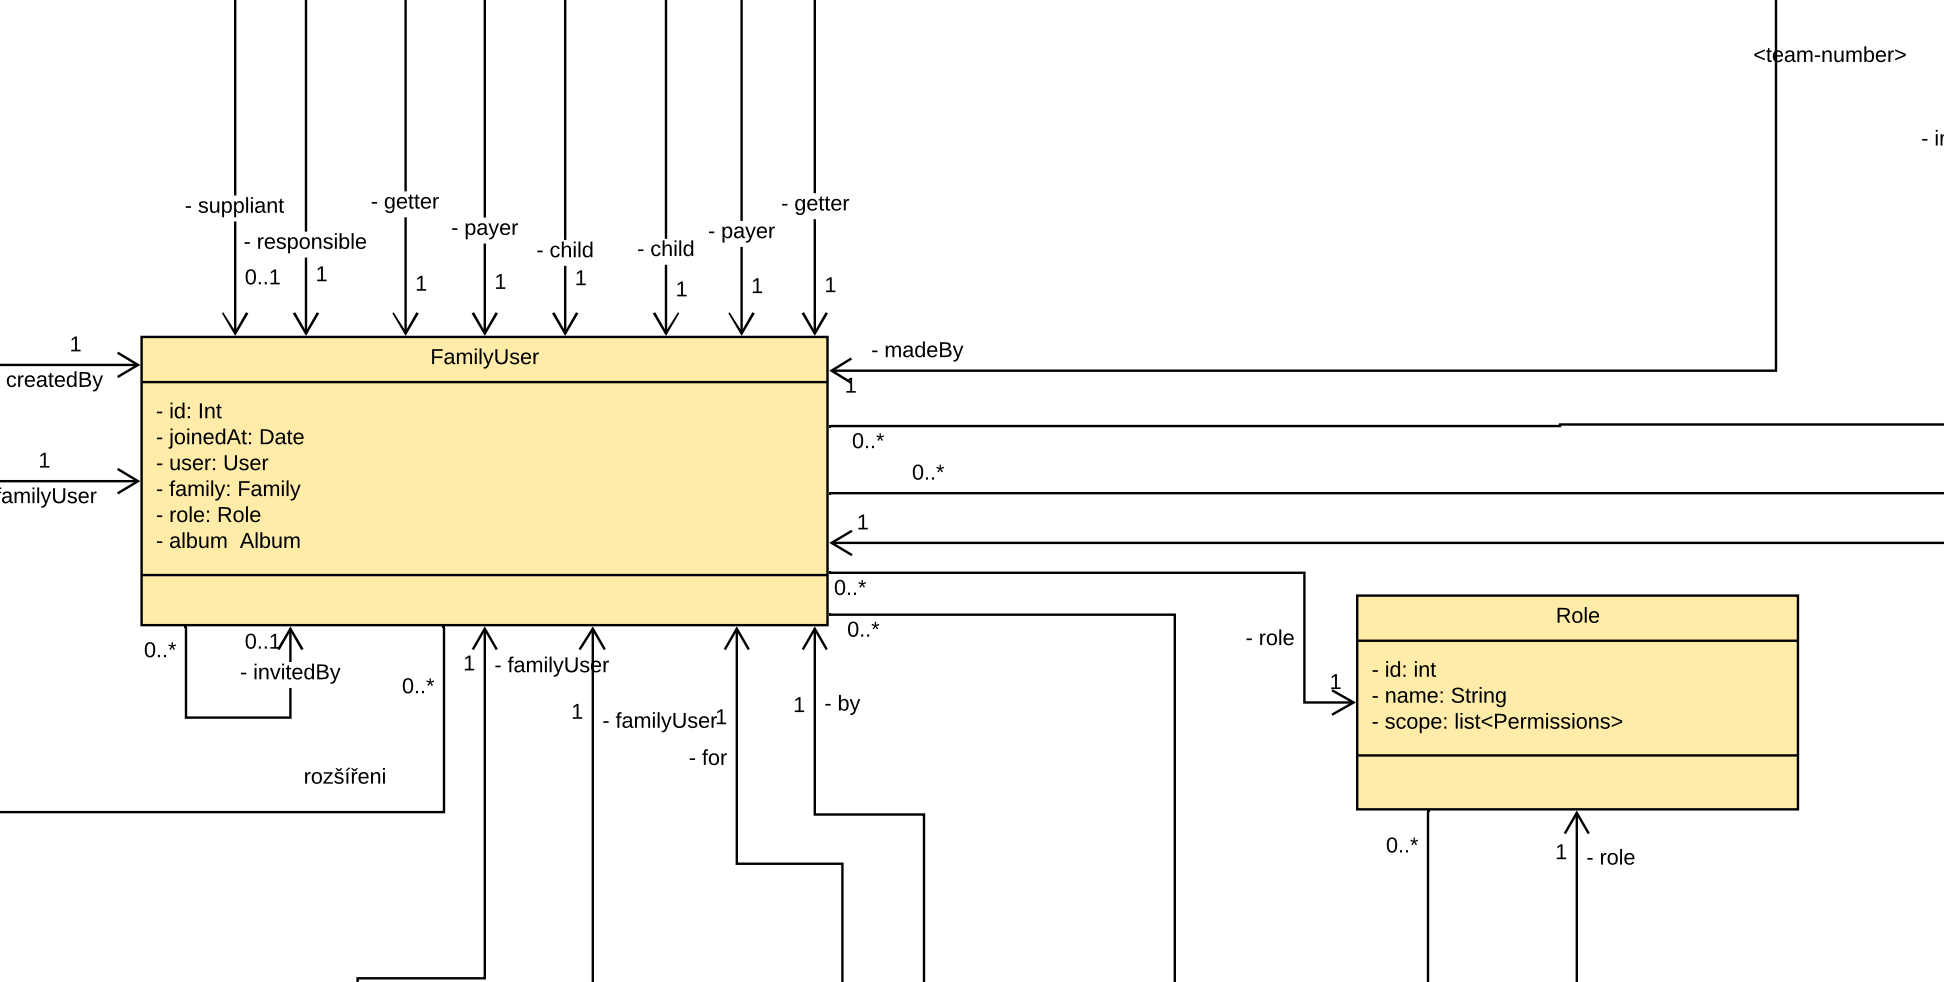 <team-number>
- suppliant
- getter
- getter
- responsible
- payer
- payer
- child
- child
0..1
1
1
1
1
1
1
1
1
createdBy
FamilyUser
- madeBy
1
- id: Int
- joinedAt: Date
- user: User
- family: Family
- role: Role
- album  Album
1
familyUser
0..*
0..*
1
0..*
0..*
0..*
0..1
- invitedBy
0..*
rozšířeni
1
- familyUser
1
- familyUser
1
- for
1
- by
- role
1
Role
- id: int
- name: String
- scope: list<Permissions>
0..*
1
- role